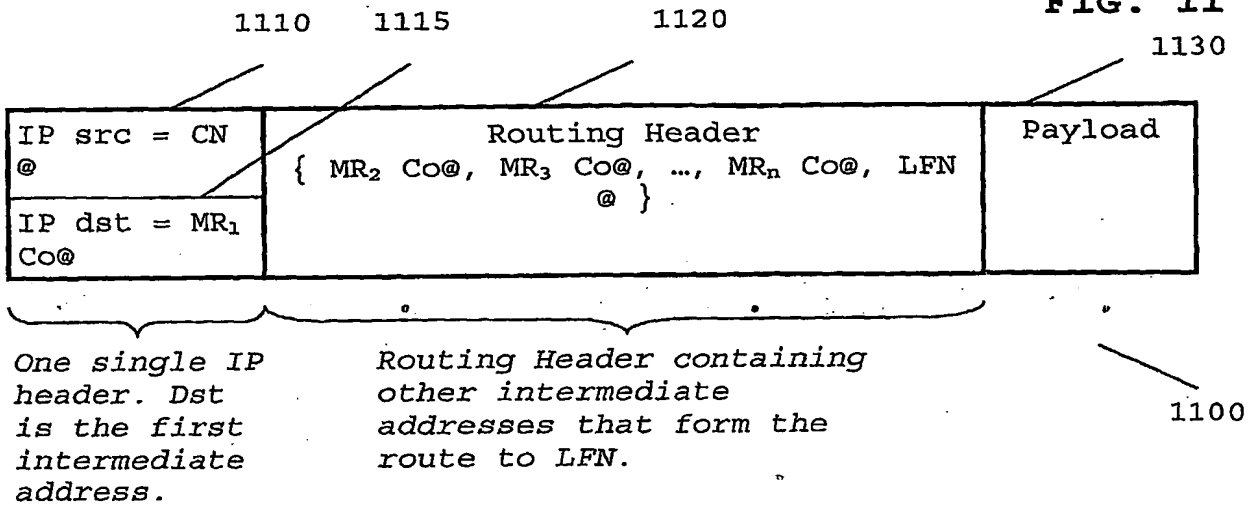 FIG. 11
1110 1115 1120
1130
IP src = CN
@
IP dst = MR₁
Co@
Routing Header
{ MR₂ Co@, MR₃ Co@, …, MRₙ Co@, LFN
@ }
Payload
One single IP
header. Dst
is the first
intermediate
address.
Routing Header containing
other intermediate
addresses that form the
route to LFN.
1100